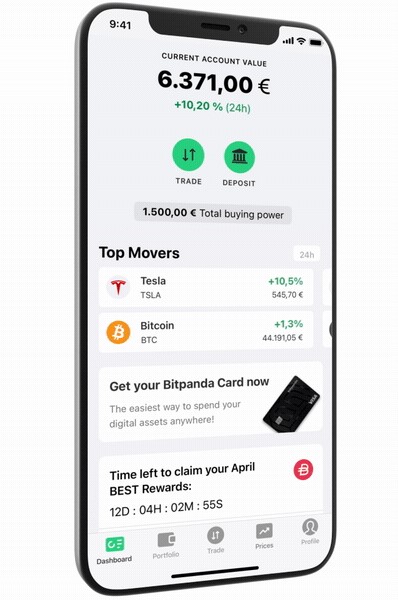 9:41
CURRENT ACCOUNT VALUE
6.371,00 €
+10,20 % (24h)
TRADE DEPOSIT
1.500,00 € Total buying power
Top Movers 24h
Tesla +10,5%
TSLA 545,70 €
Bitcoin +1,3%
BTC 44.191,05 €
Get your Bitpanda Card now
The easiest way to spend your
digital assets anywhere!
VISA
Time left to claim your April
BEST Rewards:
12D : 04H : 02M : 55S
Dashboard Portfolio Trade Prices Profile